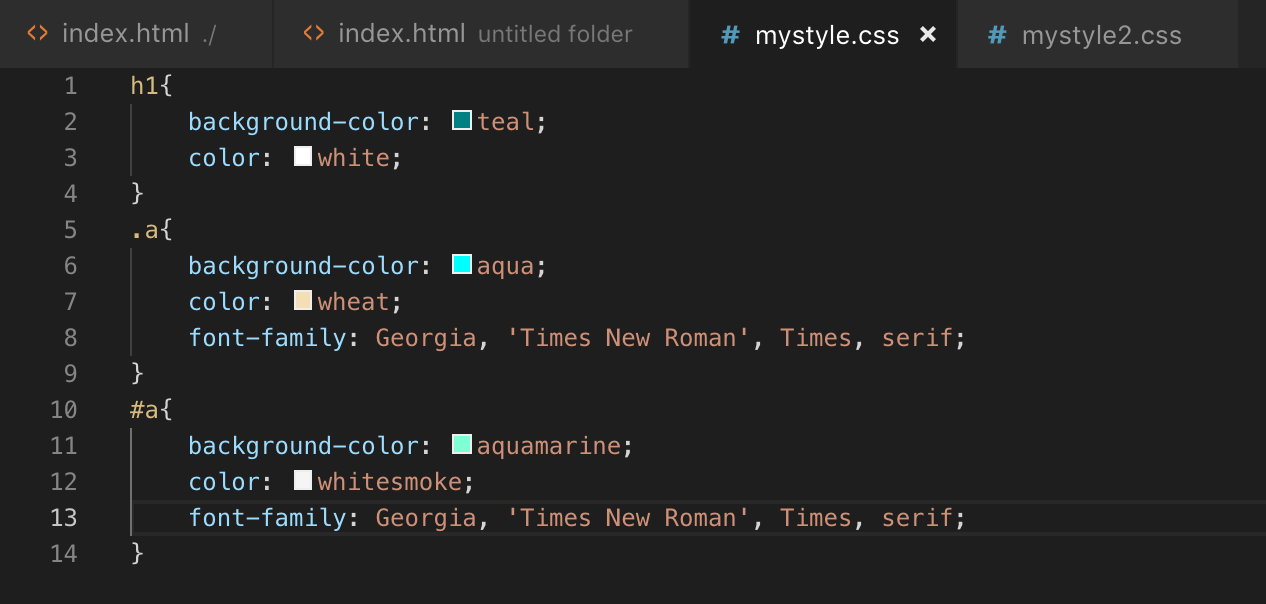 <> index.html ./ <> index.html untitled folder # mystyle.css × # mystyle2.css
1 h1{
2 background-color: teal;
3 color: white;
4 }
5 .a{
6 background-color: aqua;
7 color: wheat;
8 font-family: Georgia, 'Times New Roman', Times, serif;
9 }
10 #a{
11 background-color: aquamarine;
12 color: whitesmoke;
13 font-family: Georgia, 'Times New Roman', Times, serif;
14 }